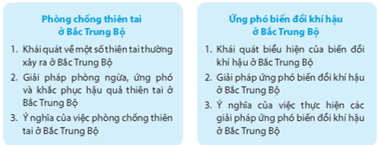 Phòng chống thiên tai
ở Bắc Trung Bộ
1. Khái quát về một số thiên tai thường
xảy ra ở Bắc Trung Bộ
2. Giải pháp phòng ngừa, ứng phó
và khắc phục hậu quả thiên tai ở
Bắc Trung Bộ
3. Ý nghĩa của việc phòng chống thiên
tai ở Bắc Trung Bộ
Ứng phó biến đổi khí hậu
ở Bắc Trung Bộ
1. Khái quát biểu hiện của biến đổi
khí hậu ở Bắc Trung Bộ
2. Giải pháp ứng phó biến đổi khí hậu
ở Bắc Trung Bộ
3. Ý nghĩa của việc thực hiện các
giải pháp ứng phó biến đổi khí hậu
ở Bắc Trung Bộ